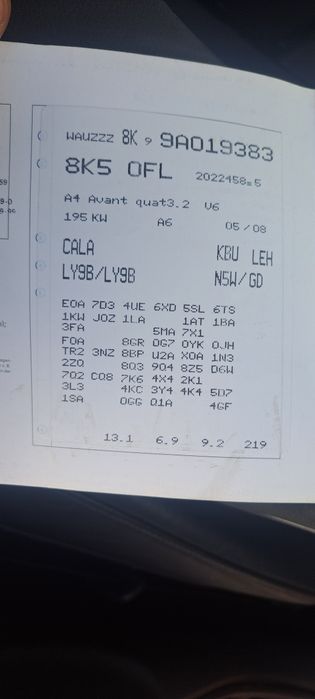 WAUZZZ 8K 9 9A019383
8K5 0FL 2022458=5
A4 Avant quat3.2 V6
195 KW A6 05/08
CALA KBU LEH
LY9B/LY9B N5W/GD
E0A 7D3 4UE 6XD 5SL 6TS
1KW J0Z 1LA 1AT 1BA
3FA 5MA 7X1
F0A 8GR 0G7 0YK 0JH
TR2 3NZ 8BP U2A X0A 1N3
2Z0 8Q3 9Q4 8Z5 D6W
7O2 C08 7K6 4X4 2K1
3L3 4KC 3Y4 4K4 5D7
1SA 0GG Q1A 4GF
13.1 6.9 9.2 219